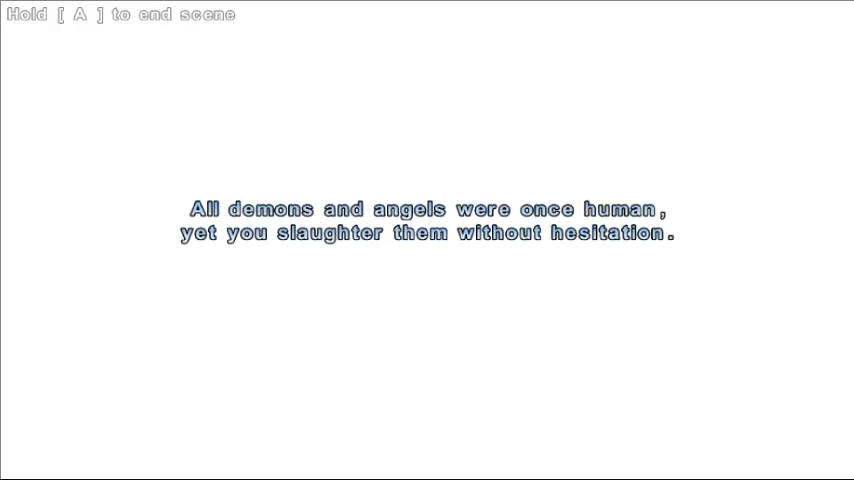 Hold [ A ] to end scene
All demons and angels were once human,
yet you slaughter them without hesitation.